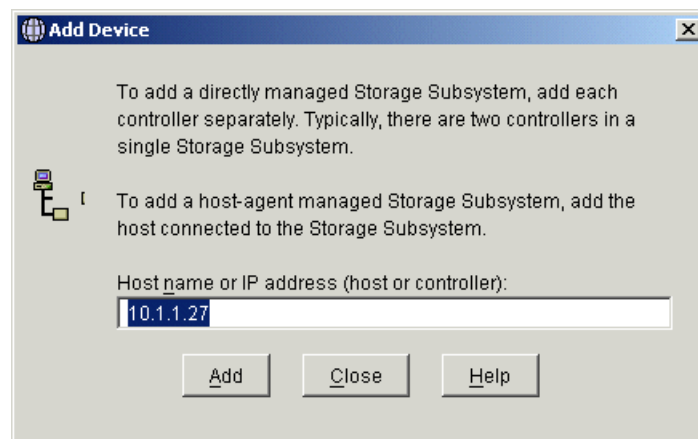 Add Device
To add a directly managed Storage Subsystem, add each
controller separately. Typically, there are two controllers in a
single Storage Subsystem.
To add a host-agent managed Storage Subsystem, add the
host connected to the Storage Subsystem.
Host name or IP address (host or controller):
10.1.1.27
Add Close Help